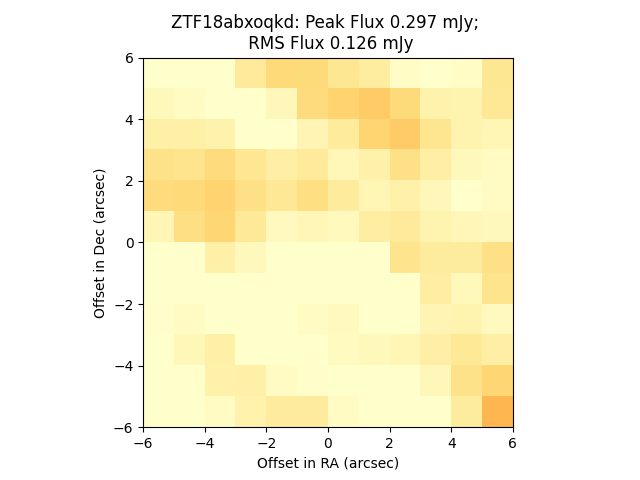 ZTF18abxoqkd: Peak Flux 0.297 mJy;
RMS Flux 0.126 mJy
6
4
2
0
−2
−4
−6
Offset in Dec (arcsec)
−6 −4 −2 0 2 4 6
Offset in RA (arcsec)